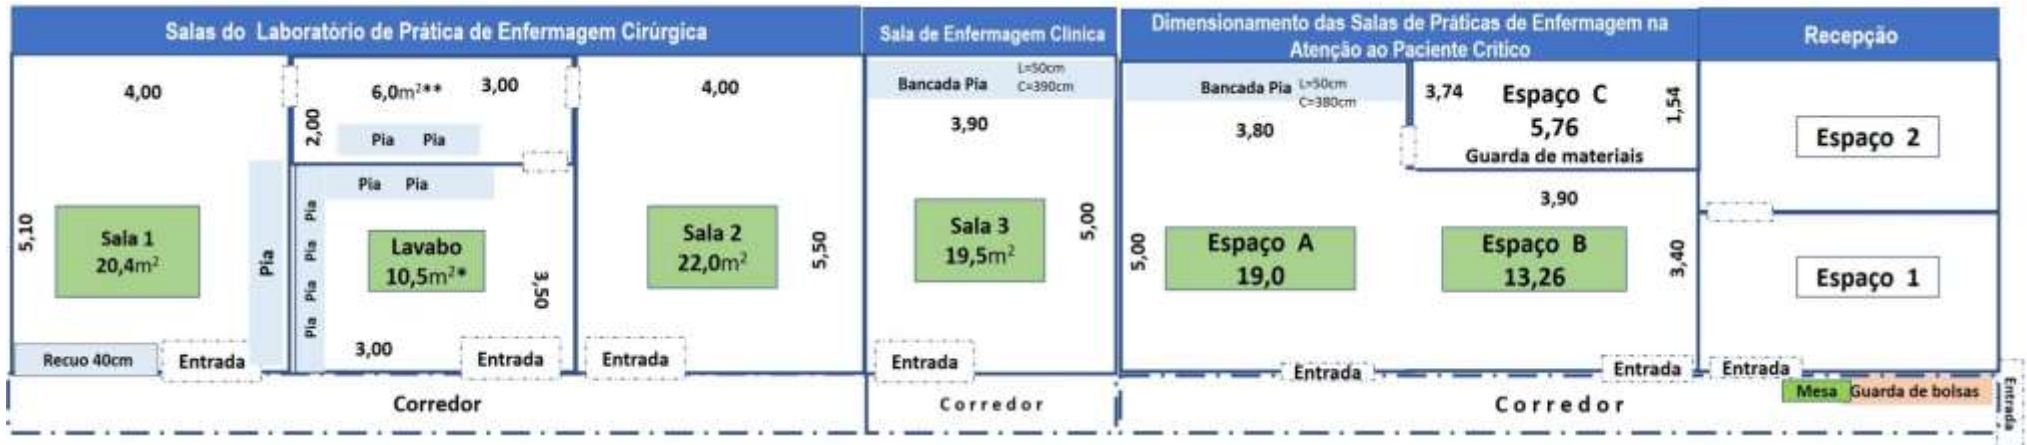 Salas do Laboratório de Prática de Enfermagem Cirúrgica
Sala de Enfermagem Clínica
Dimensionamento das Salas de Práticas de Enfermagem na
Atenção ao Paciente Crítico
Recepção
4,00
6,0m²**
3,00
2,00
Pia Pia
4,00
Pia Pia
Pia
Pia
Pia
Pia
Pia
5,10
Sala 1
20,4m²
Lavabo
10,5m²*
3,50
3,00
Sala 2
22,0m²
5,50
Recuo 40cm
Entrada
Entrada
Entrada
Corredor
Bancada Pia
L=50cm
C=390cm
3,90
Sala 3
19,5m²
5,00
Entrada
Corredor
Bancada Pia
L=50cm
C=380cm
3,80
3,74
Espaço C
5,76
1,54
Guarda de materiais
3,90
5,00
Espaço A
19,0
Espaço B
13,26
3,40
Entrada
Entrada
Corredor
Espaço 2
Espaço 1
Entrada
Mesa
Guarda de bolsas
Entrada